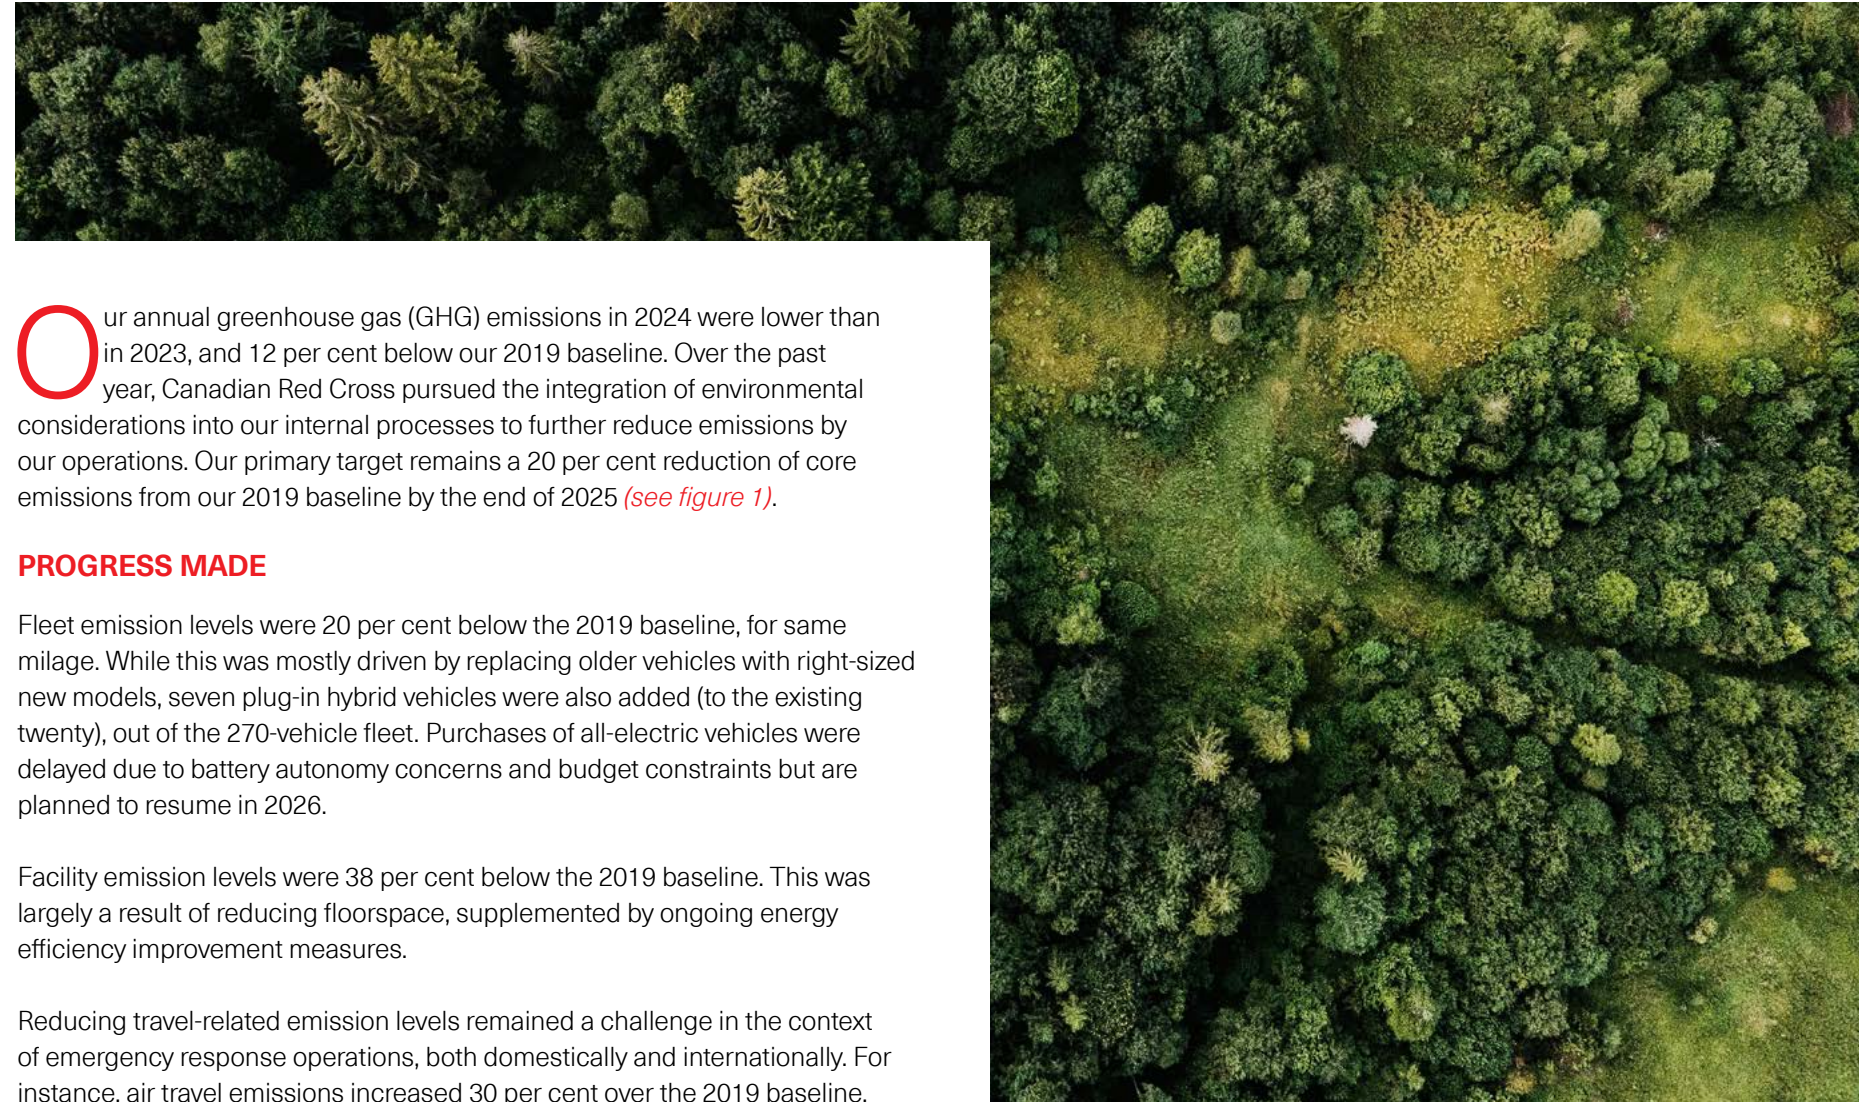 Our annual greenhouse gas (GHG) emissions in 2024 were lower than
in 2023, and 12 per cent below our 2019 baseline. Over the past
year, Canadian Red Cross pursued the integration of environmental
considerations into our internal processes to further reduce emissions by
our operations. Our primary target remains a 20 per cent reduction of core
emissions from our 2019 baseline by the end of 2025 (see figure 1).
PROGRESS MADE
Fleet emission levels were 20 per cent below the 2019 baseline, for same
milage. While this was mostly driven by replacing older vehicles with right-sized
new models, seven plug-in hybrid vehicles were also added (to the existing
twenty), out of the 270-vehicle fleet. Purchases of all-electric vehicles were
delayed due to battery autonomy concerns and budget constraints but are
planned to resume in 2026.
Facility emission levels were 38 per cent below the 2019 baseline. This was
largely a result of reducing floorspace, supplemented by ongoing energy
efficiency improvement measures.
Reducing travel-related emission levels remained a challenge in the context
of emergency response operations, both domestically and internationally. For
instance, air travel emissions increased 30 per cent over the 2019 baseline.